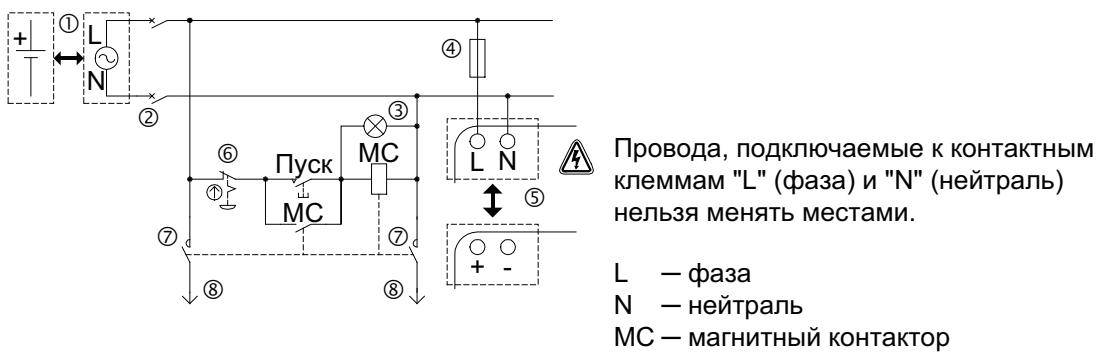 ①
+
L
N
②
③
④
⑥
Пуск
МС
МС
L N
⑤
+ -
⑦
⑦
⑧
⑧
Провода, подключаемые к контактным
клеммам "L" (фаза) и "N" (нейтраль)
нельзя менять местами.
L — фаза
N — нейтраль
МС — магнитный контактор